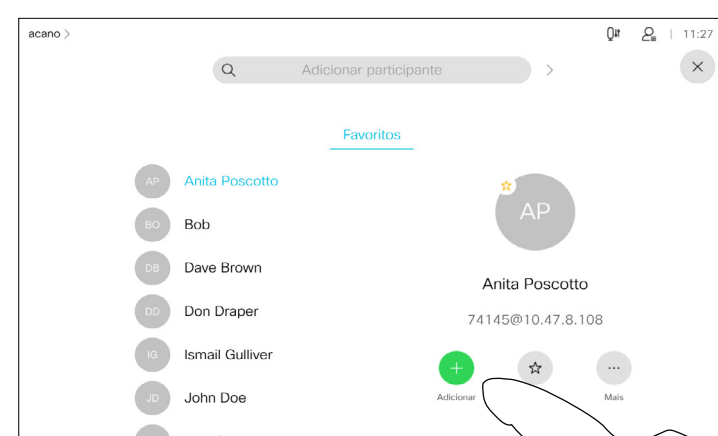 acano >
11:27
Adicionar participante
Favoritos
AP Anita Poscotto
BO Bob
DB Dave Brown
DD Don Draper
IG Ismail Gulliver
JD John Doe
AP
Anita Poscotto
74145@10.47.8.108
Adicionar
Mais